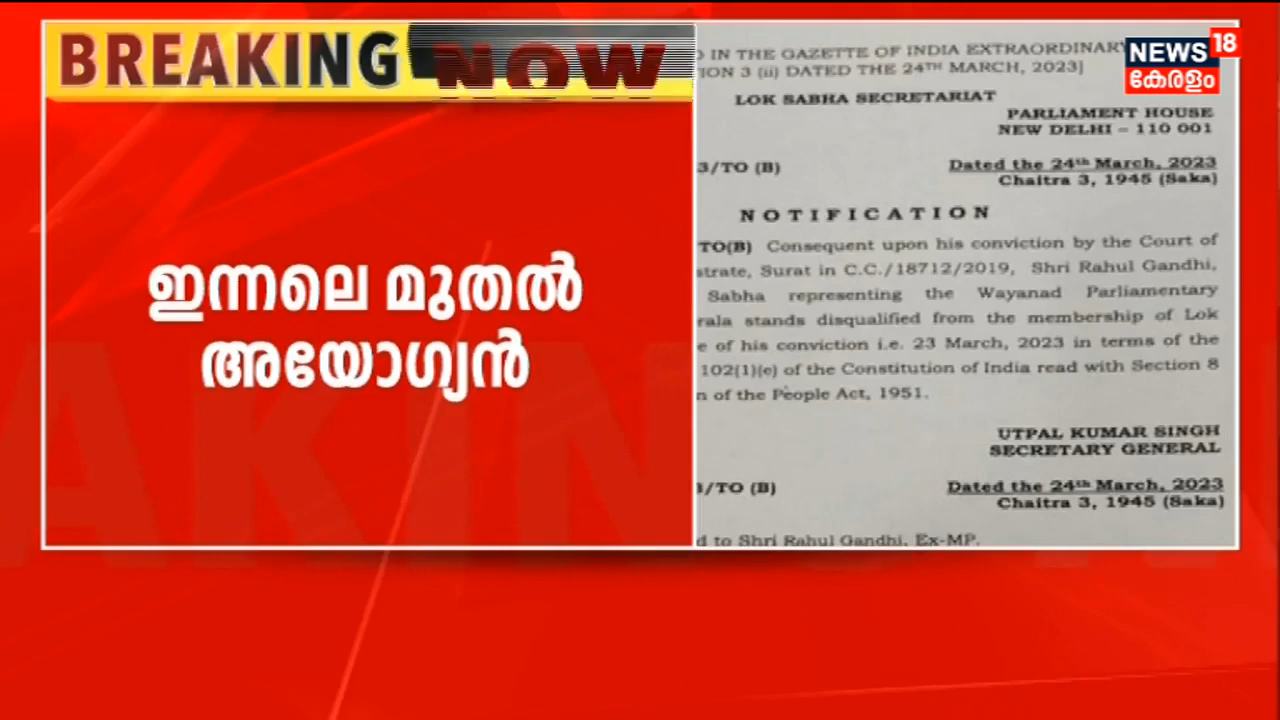 BREAKING NOW
NEWS 18
കേരളം
ഇന്നലെ മുതൽ
അയോഗ്യൻ
IN THE GAZETTE OF INDIA EXTRAORDINARY
ION 3 (ii) DATED THE 24TH MARCH, 2023]
LOK SABHA SECRETARIAT
PARLIAMENT HOUSE
NEW DELHI – 110 001
3/TO (B)
Dated the 24th March, 2023
Chaitra 3, 1945 (Saka)
NOTIFICATION
TO(B) Consequent upon his conviction by the Court of
strate, Surat in C.C./18712/2019, Shri Rahul Gandhi,
Sabha representing the Wayanad Parliamentary
rala stands disqualified from the membership of Lok
e of his conviction i.e. 23 March, 2023 in terms of the
102(1)(e) of the Constitution of India read with Section 8
n of the People Act, 1951.
UTPAL KUMAR SINGH
SECRETARY GENERAL
3/TO (B)
Dated the 24th March, 2023
Chaitra 3, 1945 (Saka)
d to Shri Rahul Gandhi, Ex-MP.